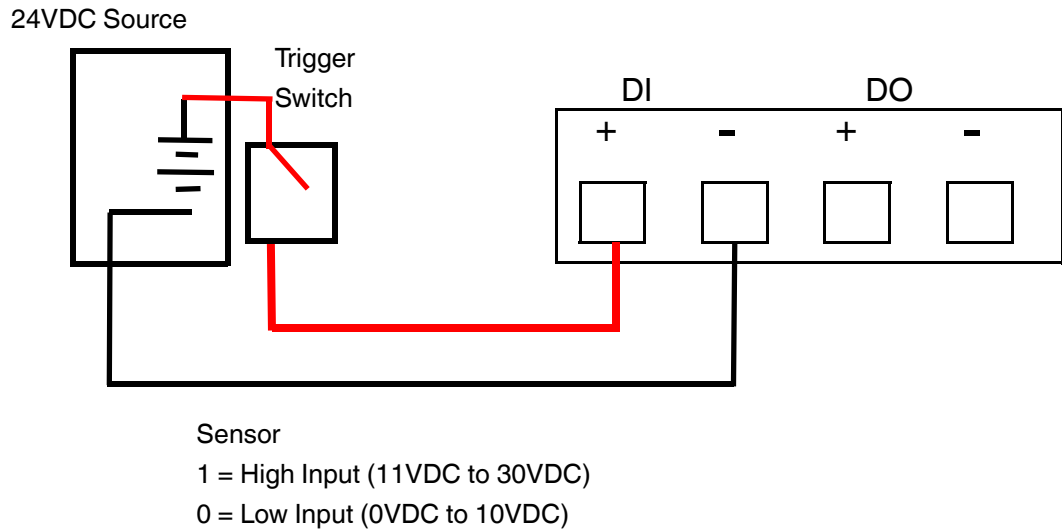 24VDC Source
Trigger
Switch
DI DO
+ - + -
Sensor
1 = High Input (11VDC to 30VDC)
0 = Low Input (0VDC to 10VDC)